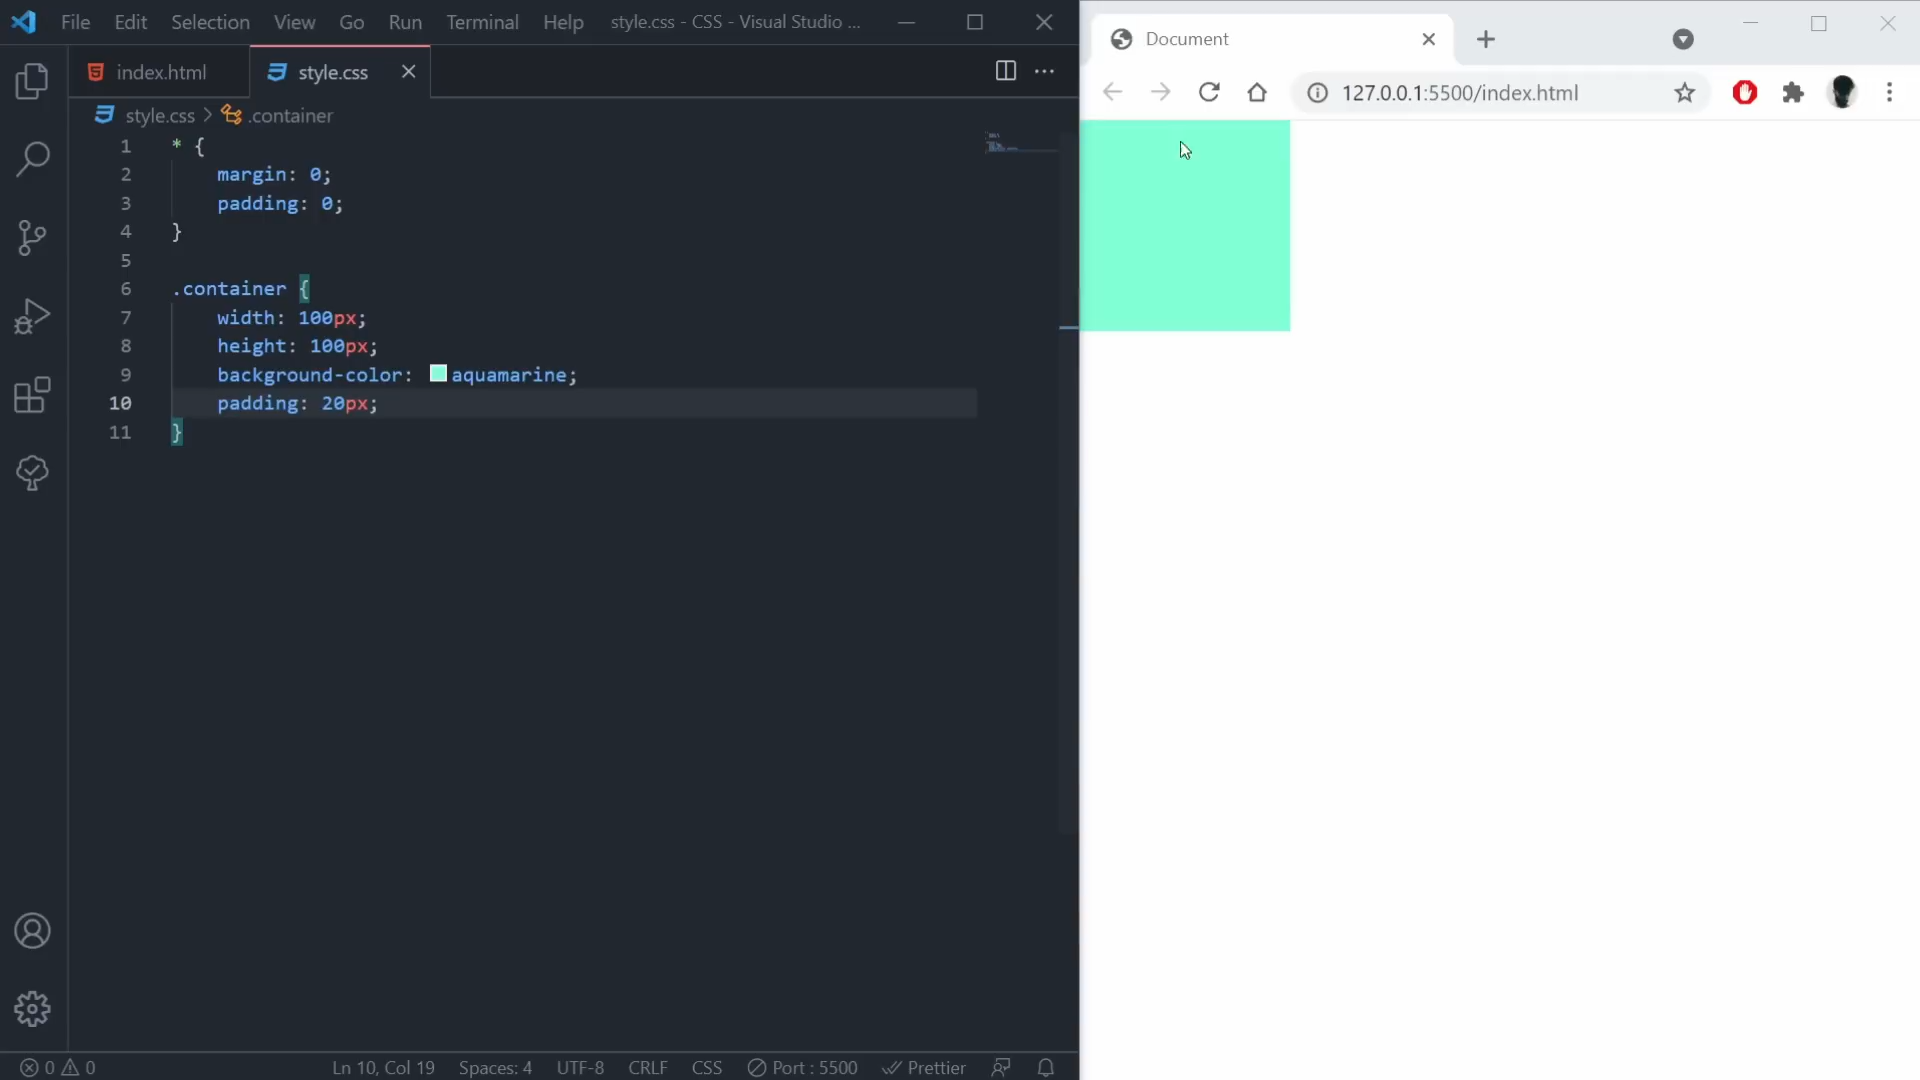 File Edit Selection View Go Run Terminal Help style.css - CSS - Visual Studio ...
index.html style.css
style.css > .container
1 * {
2 margin: 0;
3 padding: 0;
4 }
5
6 .container {
7 width: 100px;
8 height: 100px;
9 background-color: aquamarine;
10 padding: 20px;
11 }
0 0 Ln 10, Col 19 Spaces: 4 UTF-8 CRLF CSS Port : 5500 Prettier
Document
127.0.0.1:5500/index.html